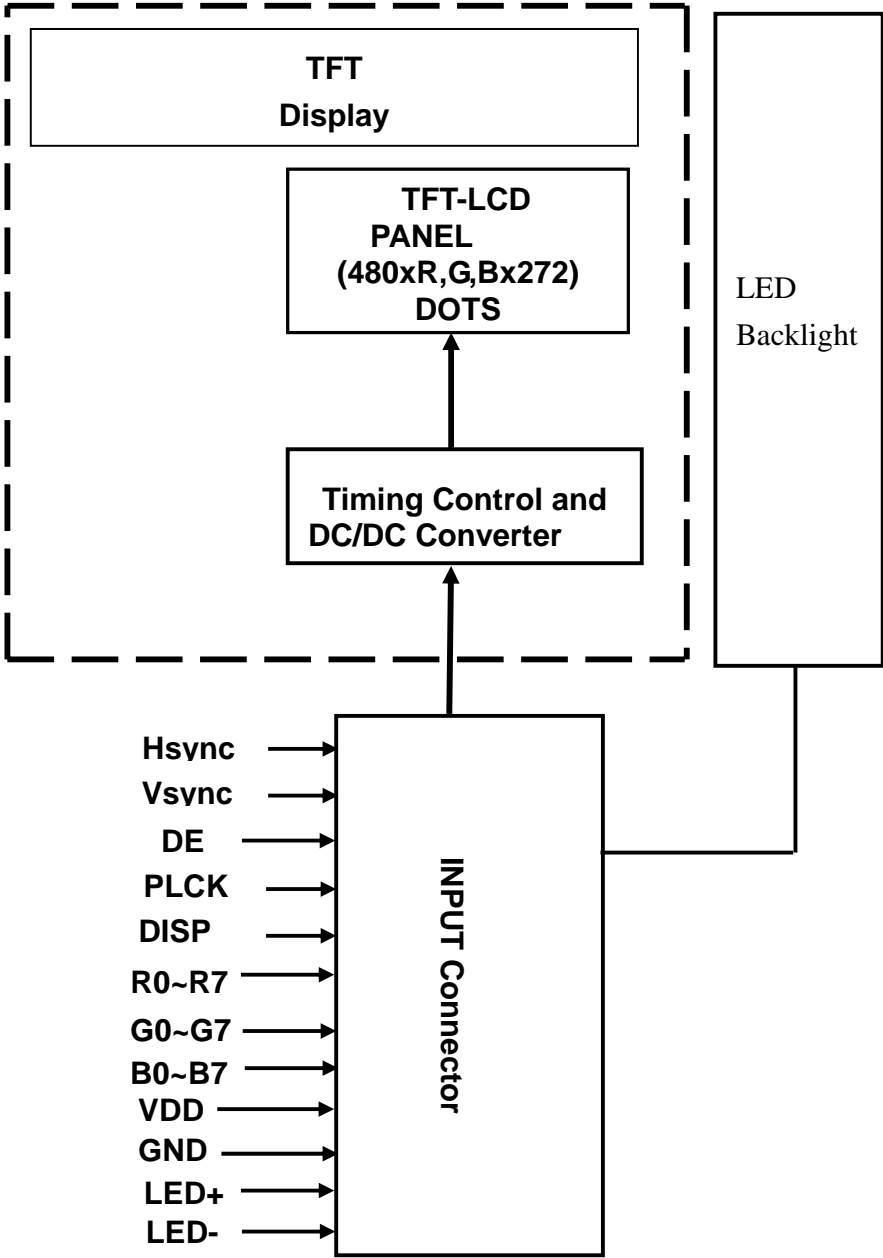 TFT
Display
TFT-LCD
PANEL
(480xR,G,Bx272)
DOTS
LED
Backlight
Timing Control and
DC/DC Converter
Hsync
Vsync
DE
PLCK
DISP
R0~R7
G0~G7
B0~B7
VDD
GND
LED+
LED-
INPUT Connector